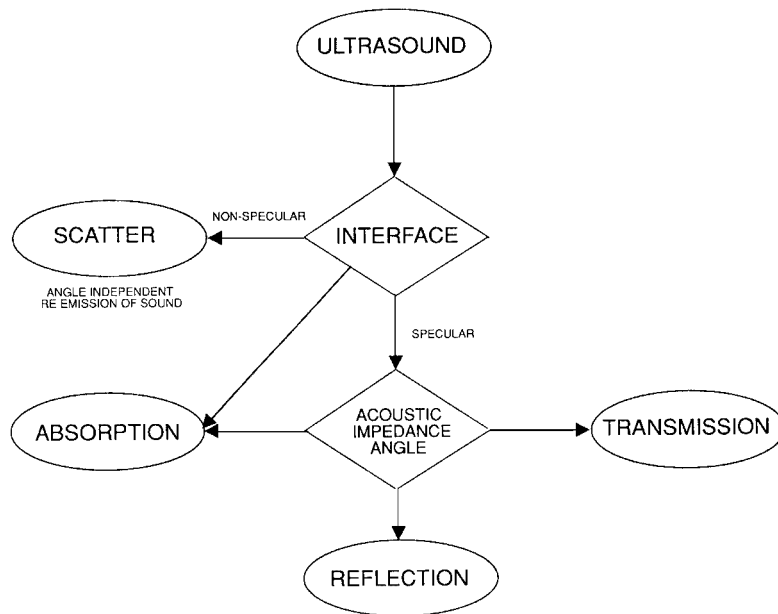 ULTRASOUND
NON-SPECULAR
SCATTER
INTERFACE
ANGLE INDEPENDENT
RE EMISSION OF SOUND
SPECULAR
ABSORPTION
ACOUSTIC
IMPEDANCE
ANGLE
TRANSMISSION
REFLECTION